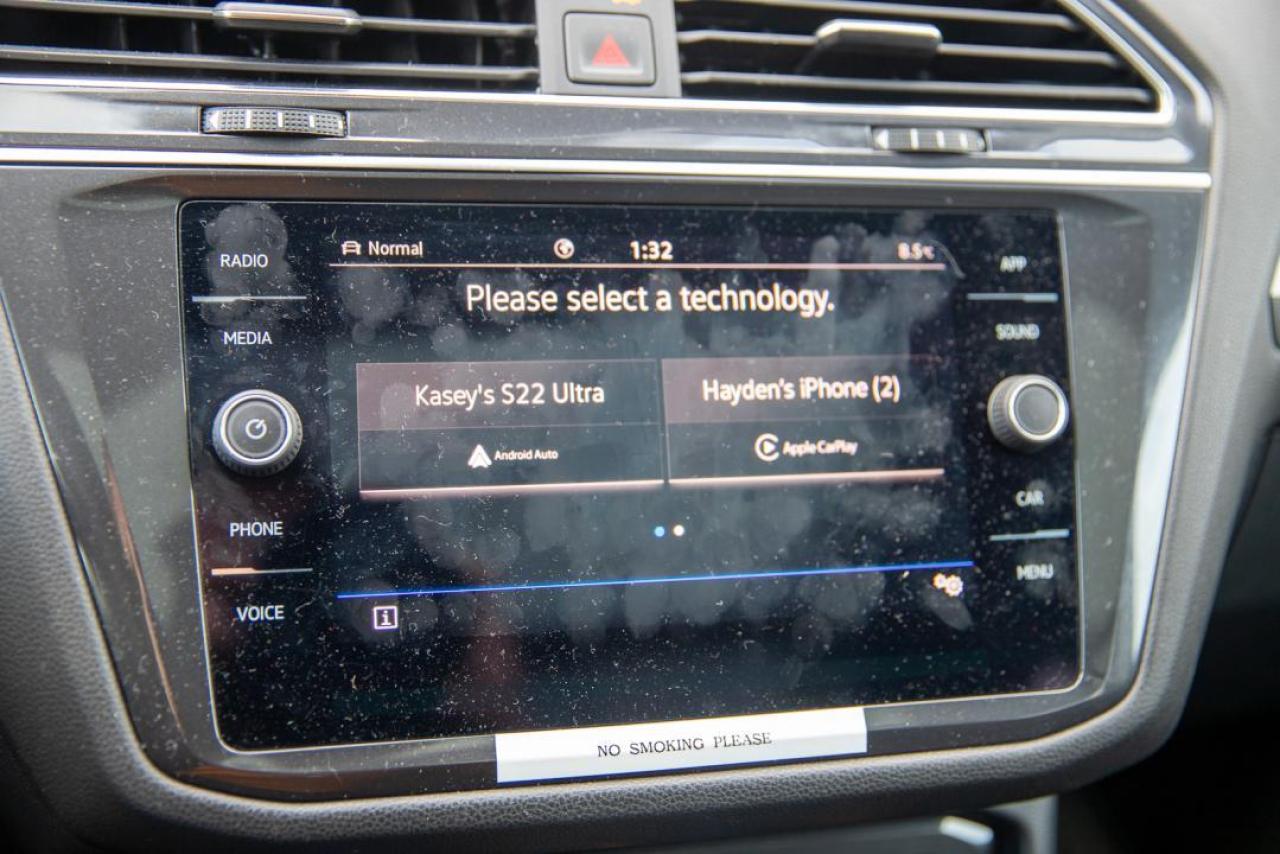 RADIO
MEDIA
PHONE
VOICE
Normal
1:32
8.5°C
Please select a technology.
Kasey's S22 Ultra
Android Auto
Hayden's iPhone (2)
Apple CarPlay
i
APP
SOUND
CAR
MENU
NO SMOKING PLEASE